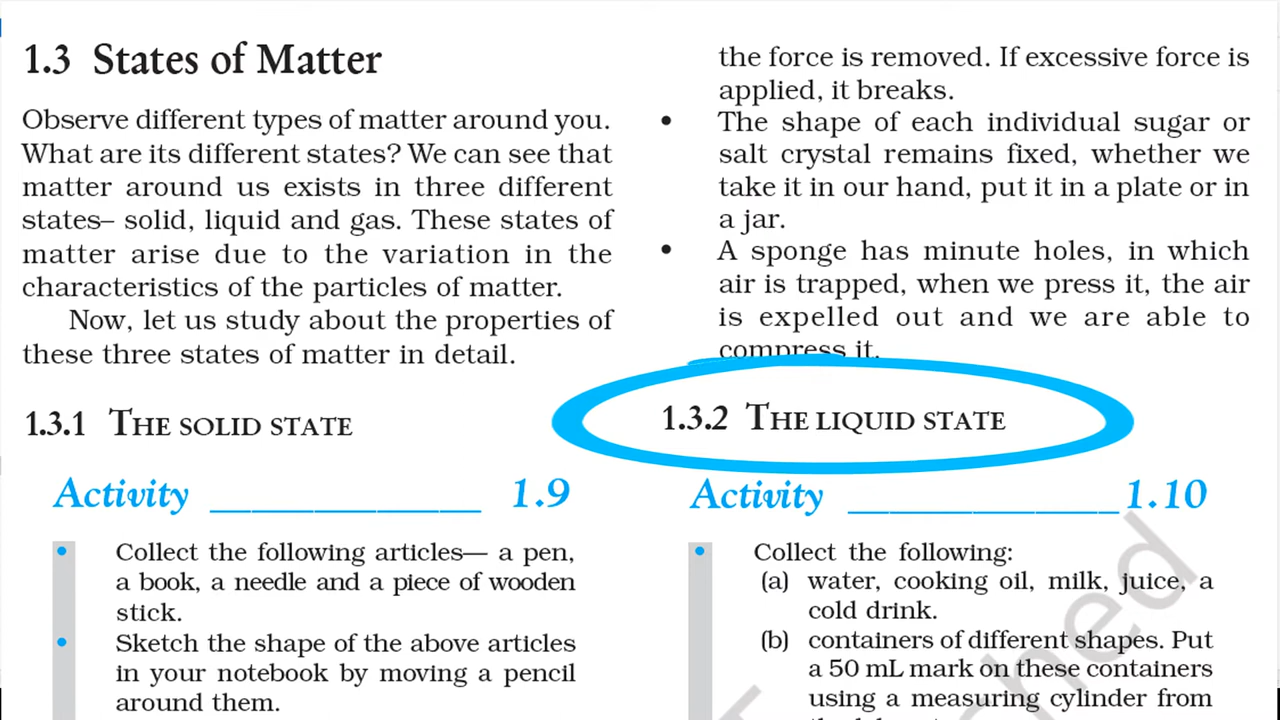 1.3 States of Matter
Observe different types of matter around you.
What are its different states? We can see that
matter around us exists in three different
states– solid, liquid and gas. These states of
matter arise due to the variation in the
characteristics of the particles of matter.
Now, let us study about the properties of
these three states of matter in detail.
1.3.1 THE SOLID STATE
Activity ______________ 1.9
• Collect the following articles— a pen,
a book, a needle and a piece of wooden
stick.
• Sketch the shape of the above articles
in your notebook by moving a pencil
around them.
the force is removed. If excessive force is
applied, it breaks.
• The shape of each individual sugar or
salt crystal remains fixed, whether we
take it in our hand, put it in a plate or in
a jar.
• A sponge has minute holes, in which
air is trapped, when we press it, the air
is expelled out and we are able to
compress it.
1.3.2 THE LIQUID STATE
Activity ______________ 1.10
• Collect the following:
(a) water, cooking oil, milk, juice, a
cold drink.
(b) containers of different shapes. Put
a 50 mL mark on these containers
using a measuring cylinder from